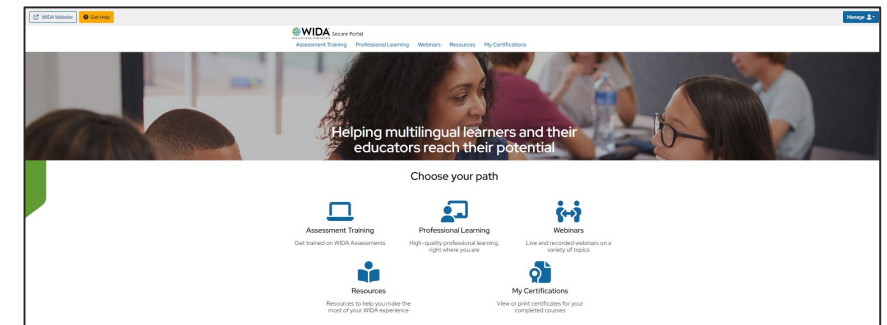 WIDA Website
Get Help
Manage
WIDA Secure Portal
Assessment Training Professional Learning Webinars Resources My Certifications
Helping multilingual learners and their
educators reach their potential
Choose your path
Assessment Training
Get trained on WIDA Assessments
Professional Learning
High-quality professional learning,
right where you are
Webinars
Live and recorded webinars on a
variety of topics
Resources
Resources to help you make the
most of your WIDA experience
My Certifications
View or print certificates for your
completed courses